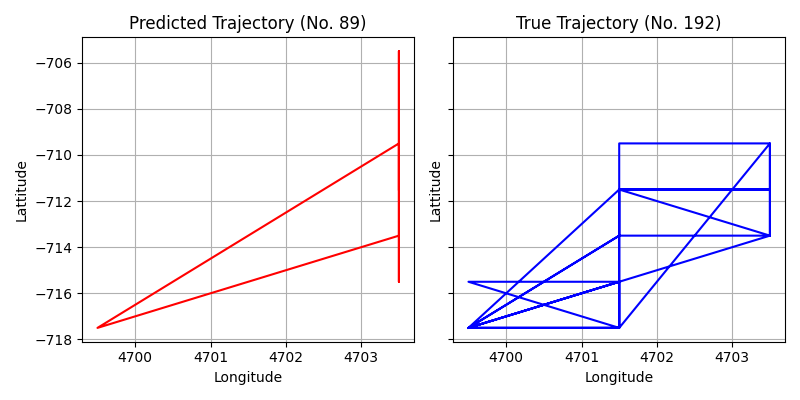 Predicted Trajectory (No. 89)
True Trajectory (No. 192)
−706
−708
−710
−712
−714
−716
−718
Lattitude
Lattitude
4700 4701 4702 4703
4700 4701 4702 4703
Longitude
Longitude